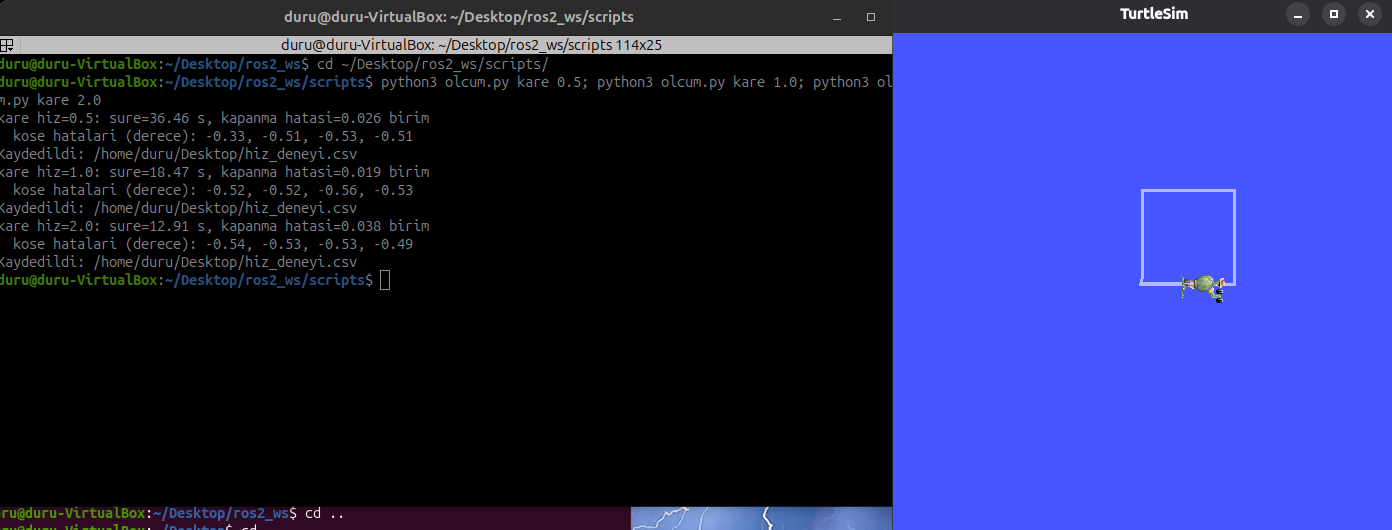 duru@duru-VirtualBox: ~/Desktop/ros2_ws/scripts
TurtleSim
duru@duru-VirtualBox: ~/Desktop/ros2_ws/scripts 114x25
duru@duru-VirtualBox:~/Desktop/ros2_ws$ cd ~/Desktop/ros2_ws/scripts/
duru@duru-VirtualBox:~/Desktop/ros2_ws/scripts$ python3 olcum.py kare 0.5; python3 olcum.py kare 1.0; python3 ol
m.py kare 2.0
kare hiz=0.5: sure=36.46 s, kapanma hatasi=0.026 birim
kose hatalari (derece): -0.33, -0.51, -0.53, -0.51
Kaydedildi: /home/duru/Desktop/hiz_deneyi.csv
kare hiz=1.0: sure=18.47 s, kapanma hatasi=0.019 birim
kose hatalari (derece): -0.52, -0.52, -0.56, -0.53
Kaydedildi: /home/duru/Desktop/hiz_deneyi.csv
kare hiz=2.0: sure=12.91 s, kapanma hatasi=0.038 birim
kose hatalari (derece): -0.54, -0.53, -0.53, -0.49
Kaydedildi: /home/duru/Desktop/hiz_deneyi.csv
duru@duru-VirtualBox:~/Desktop/ros2_ws/scripts$
ru@duru-VirtualBox:~/Desktop/ros2_ws$ cd ..